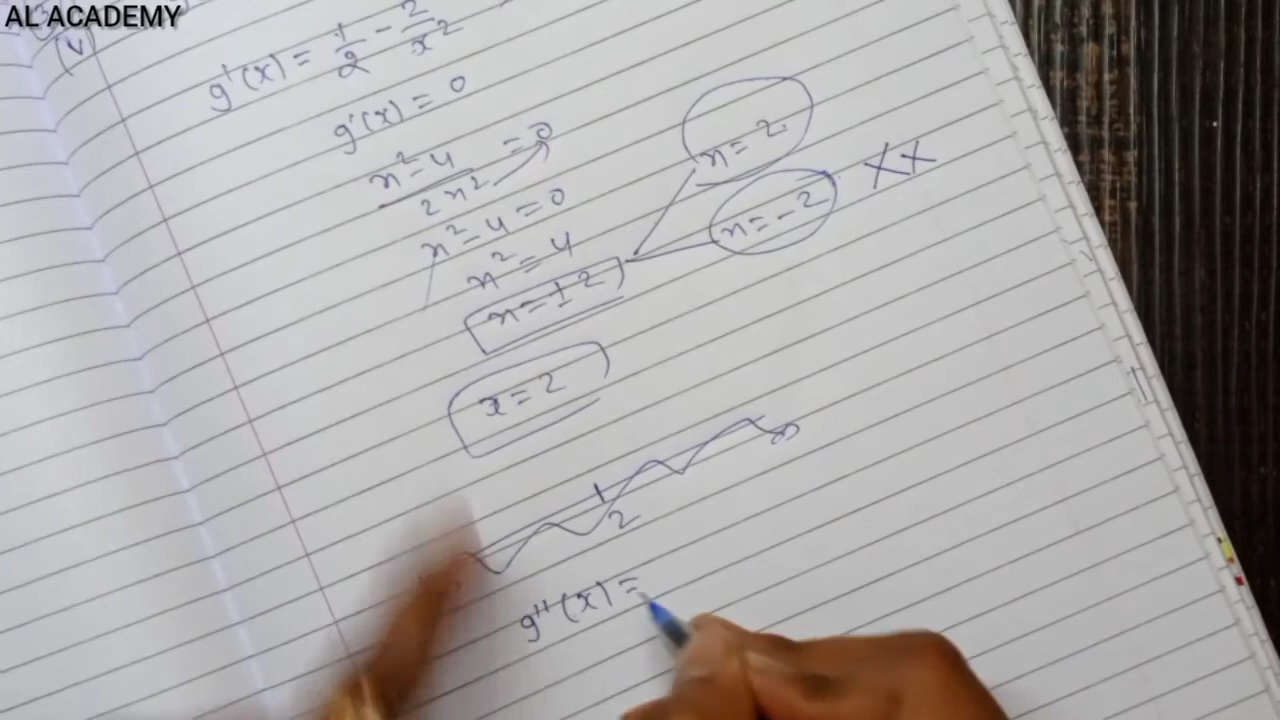 AL ACADEMY
(v)
g'(x) = 1/2 - 2/x²
g'(x) = 0
x²-4/2x² = 0
x²-4 = 0
x² = 4
x = ±2
x = 2
x = -2 XX
x = 2
2
g''(x) =